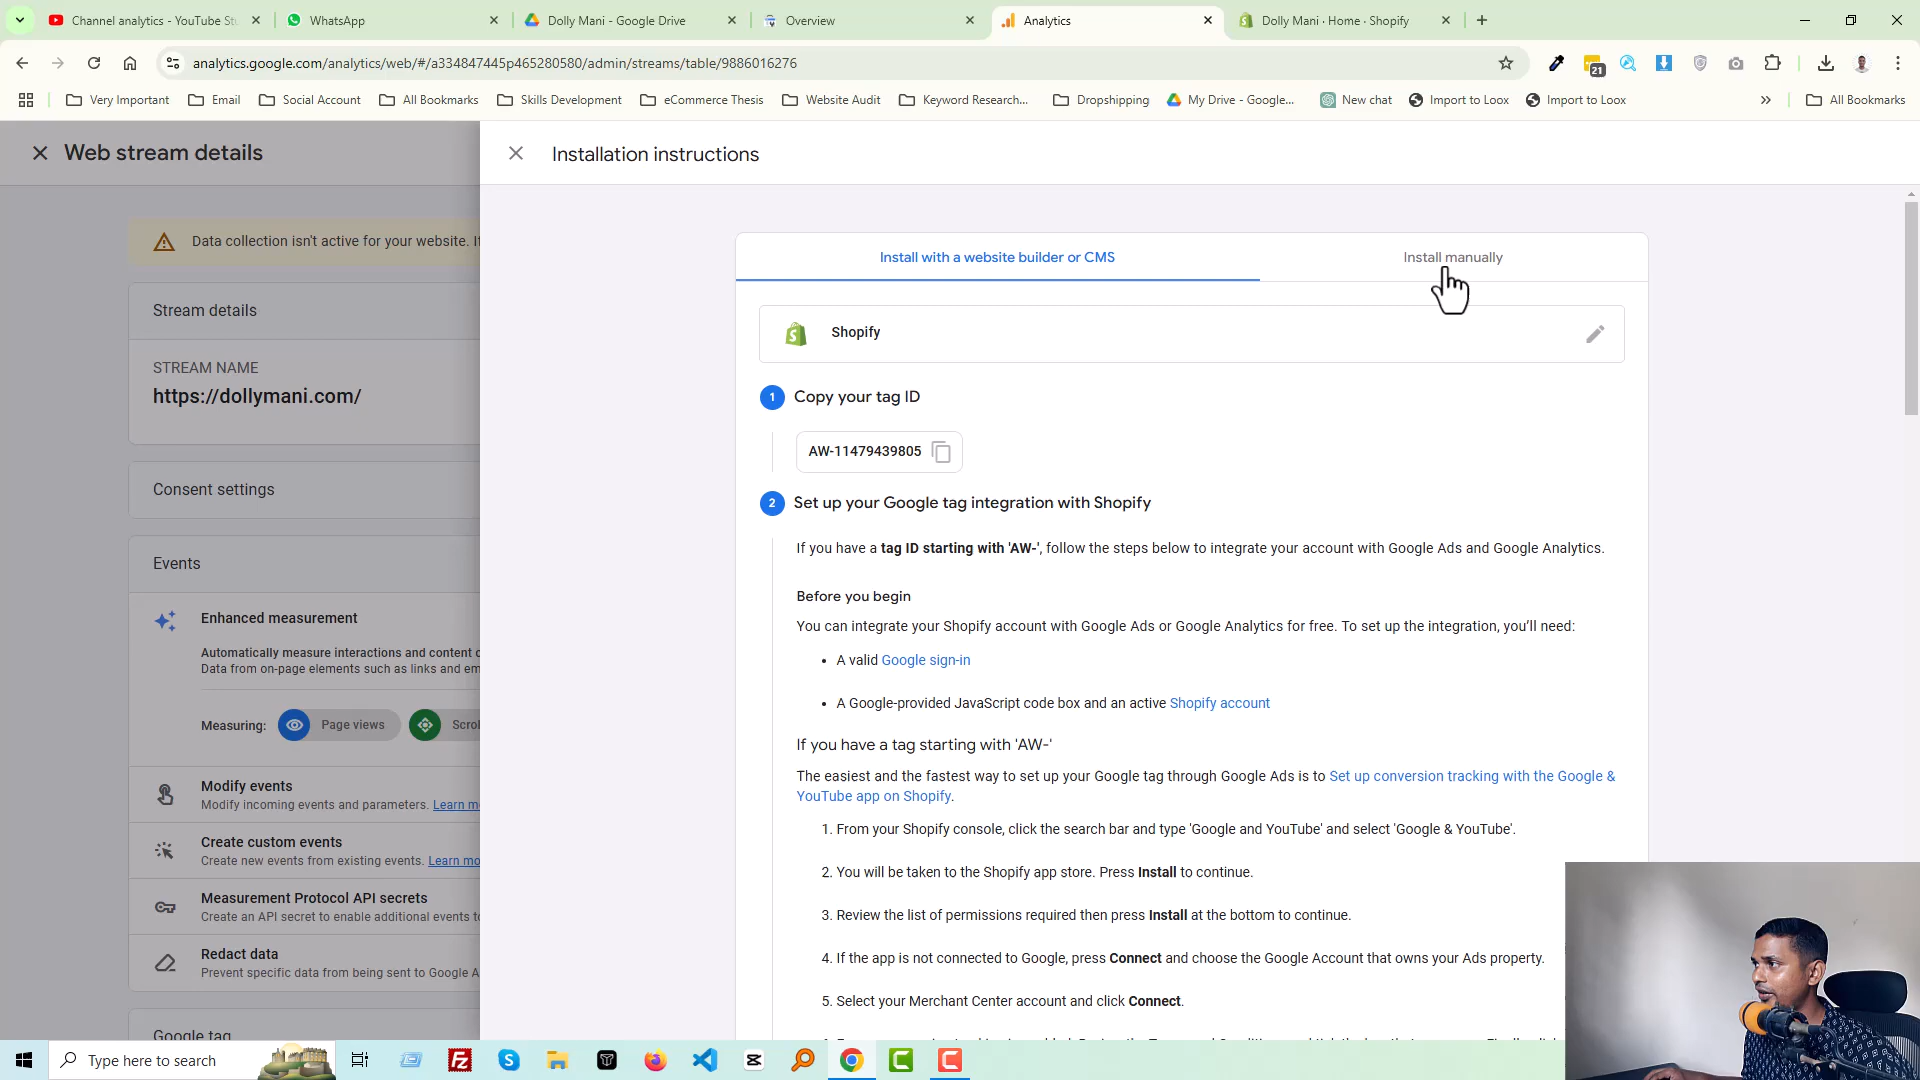 Channel analytics - YouTube St
WhatsApp
Dolly Mani - Google Drive
Overview
Analytics
Dolly Mani · Home · Shopify
analytics.google.com/analytics/web/#/a334847445p465280580/admin/streams/table/9886016276
21
Very Important
Email
Social Account
All Bookmarks
Skills Development
eCommerce Thesis
Website Audit
Keyword Research...
Dropshipping
My Drive - Google...
New chat
Import to Loox
Import to Loox
All Bookmarks
Web stream details
Installation instructions
Data collection isn't active for your website. If
Install with a website builder or CMS
Install manually
Stream details
STREAM NAME
https://dollymani.com/
Shopify
1 Copy your tag ID
AW-11479439805
Consent settings
2 Set up your Google tag integration with Shopify
If you have a tag ID starting with 'AW-', follow the steps below to integrate your account with Google Ads and Google Analytics.
Events
Before you begin
Enhanced measurement
You can integrate your Shopify account with Google Ads or Google Analytics for free. To set up the integration, you'll need:
Automatically measure interactions and content o
Data from on-page elements such as links and em
• A valid Google sign-in
• A Google-provided JavaScript code box and an active Shopify account
Measuring:
Page views
Scrol
If you have a tag starting with 'AW-'
The easiest and the fastest way to set up your Google tag through Google Ads is to Set up conversion tracking with the Google &
YouTube app on Shopify.
Modify events
Modify incoming events and parameters. Learn m
1. From your Shopify console, click the search bar and type 'Google and YouTube' and select 'Google & YouTube'.
Create custom events
Create new events from existing events. Learn mo
2. You will be taken to the Shopify app store. Press Install to continue.
Measurement Protocol API secrets
Create an API secret to enable additional events t
3. Review the list of permissions required then press Install at the bottom to continue.
Redact data
Prevent specific data from being sent to Google A
4. If the app is not connected to Google, press Connect and choose the Google Account that owns your Ads property.
5. Select your Merchant Center account and click Connect.
Google tag
Type here to search